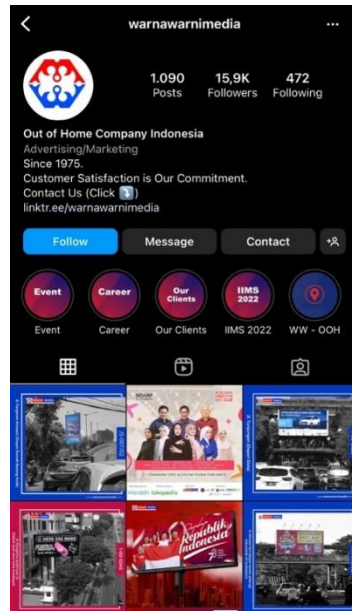 warnawarnimedia
1.090
15,9K
472
Posts
Followers
Following
Out of Home Company Indonesia
Advertising/Marketing
Since 1975.
Customer Satisfaction is Our Commitment.
Contact Us (Click ⤵️)
linktr.ee/warnawarnimedia
Follow
Message
Contact
Event
Career
Our
Clients
IIMS
2022
Event
Career
Our Clients
IIMS 2022
WW - OOH
tokopedia
Republik
Indonesia